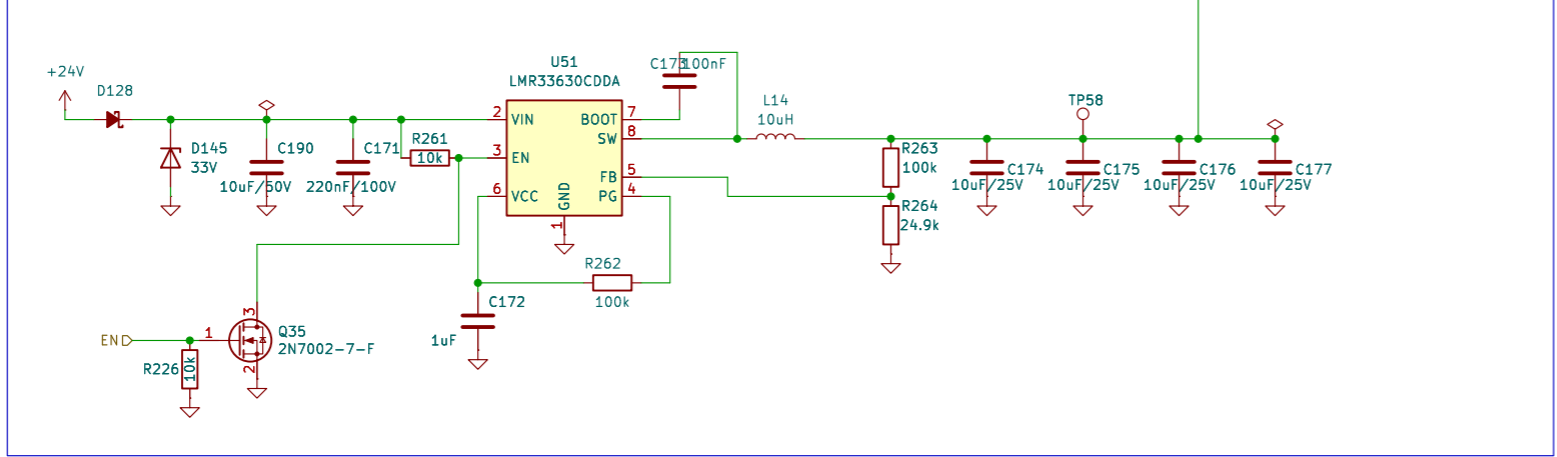 +24V
D128
D145
33V
C190
10uF/50V
C171
220nF/100V
R261
10k
U51
LMR33630CDDA
2
VIN
3
EN
6
VCC
GND
1
BOOT
7
SW
8
FB
5
PG
4
C173
100nF
L14
10uH
R263
100k
R264
24.9k
C174
10uF/25V
TP58
C175
10uF/25V
C176
10uF/25V
C177
10uF/25V
R262
100k
C172
1uF
EN
1
3
2
Q35
2N7002-7-F
R226
10k